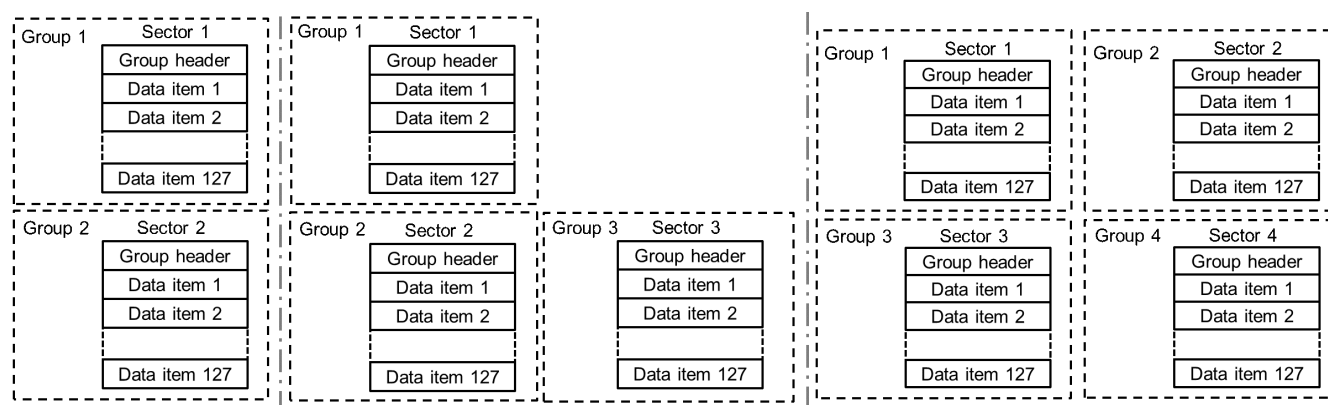 Group 1
Sector 1
Group header
Data item 1
Data item 2
Data item 127
Group 2
Sector 2
Group header
Data item 1
Data item 2
Data item 127
Group 1
Sector 1
Group header
Data item 1
Data item 2
Data item 127
Group 2
Sector 2
Group header
Data item 1
Data item 2
Data item 127
Group 3
Sector 3
Group header
Data item 1
Data item 2
Data item 127
Group 1
Sector 1
Group header
Data item 1
Data item 2
Data item 127
Group 2
Sector 2
Group header
Data item 1
Data item 2
Data item 127
Group 3
Sector 3
Group header
Data item 1
Data item 2
Data item 127
Group 4
Sector 4
Group header
Data item 1
Data item 2
Data item 127